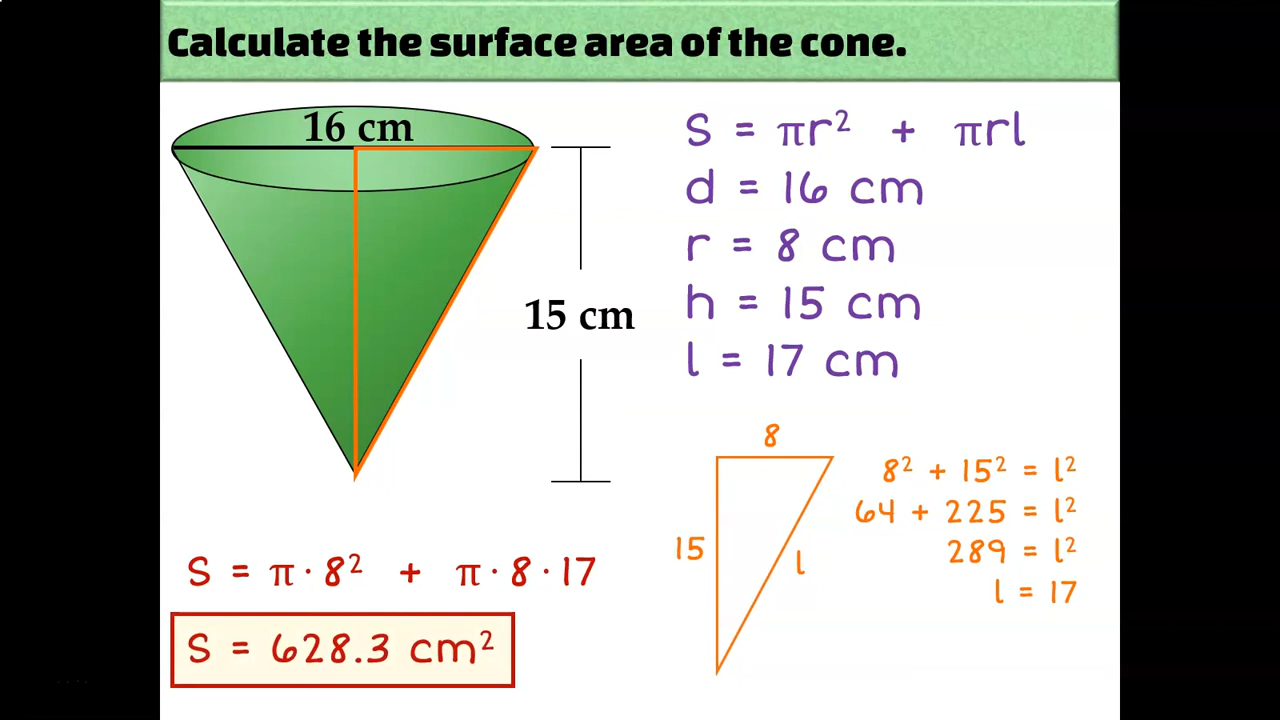 Calculate the surface area of the cone.
16 cm
15 cm
S = πr² + πrl
d = 16 cm
r = 8 cm
h = 15 cm
l = 17 cm
8
15
l
8² + 15² = l²
64 + 225 = l²
289 = l²
l = 17
S = π · 8² + π · 8 · 17
S = 628.3 cm²